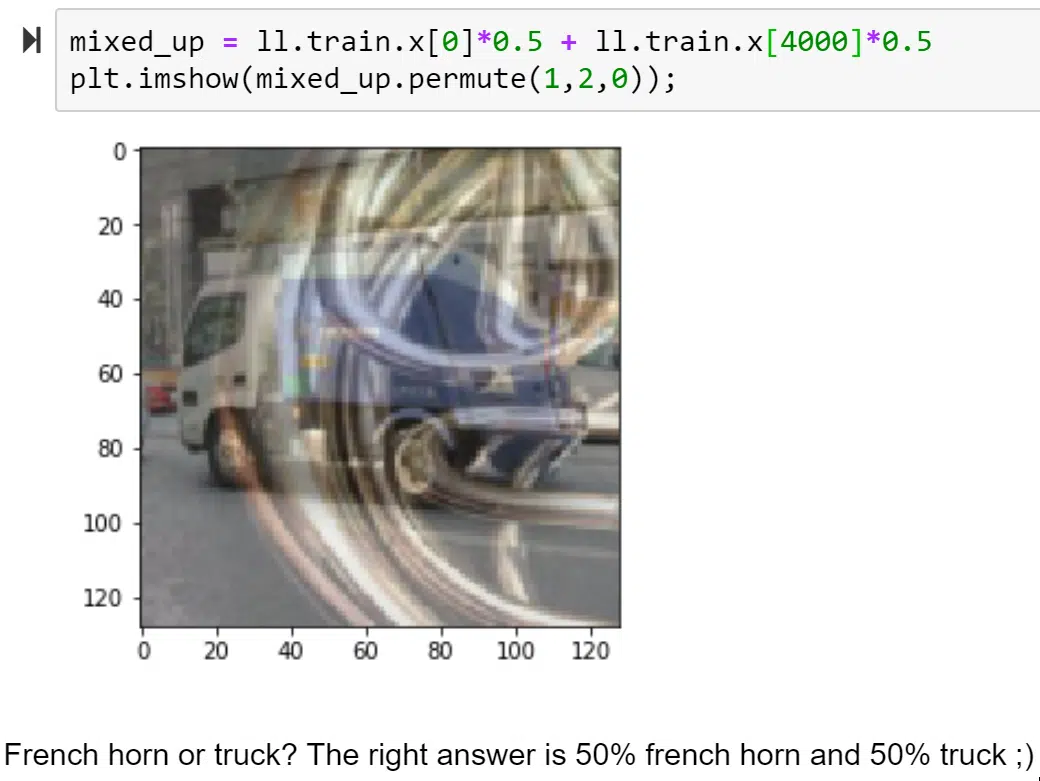 mixed_up = ll.train.x[0]*0.5 + ll.train.x[4000]*0.5
plt.imshow(mixed_up.permute(1,2,0));
0
20
40
60
80
100
120
0 20 40 60 80 100 120
French horn or truck? The right answer is 50% french horn and 50% truck ;)